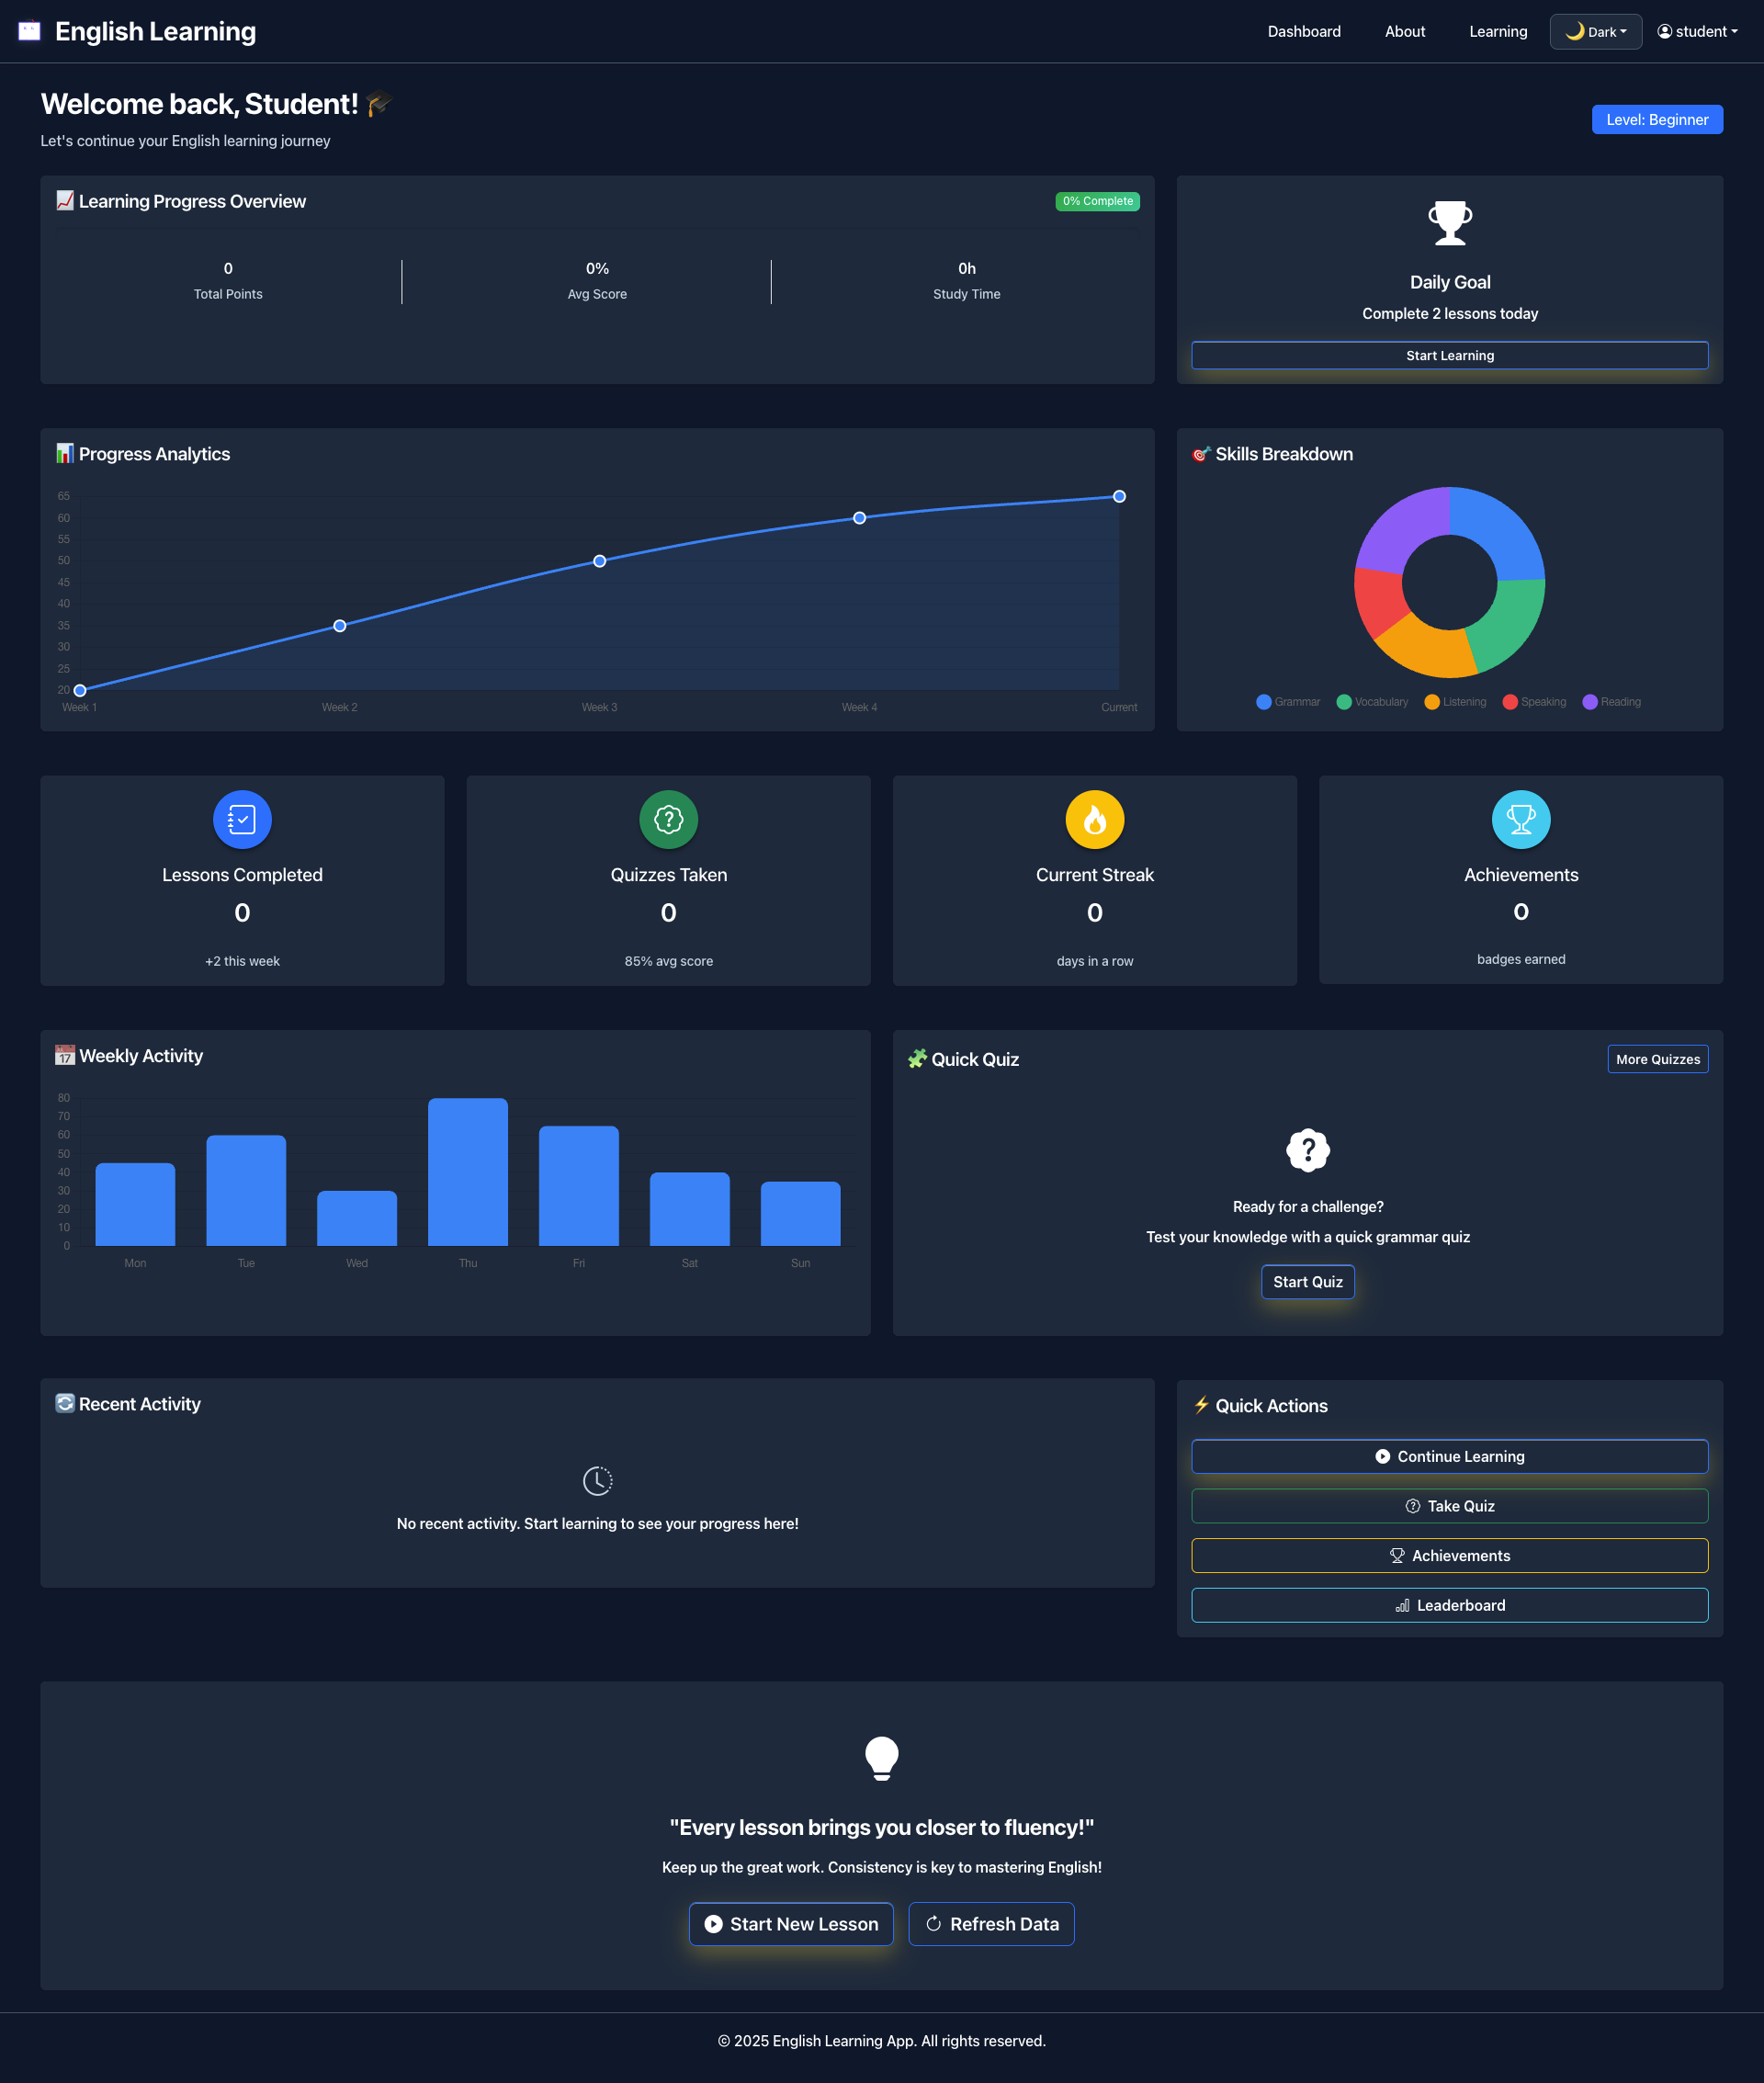 English Learning
Dashboard
About
Learning
Dark
student
Welcome back, Student!
Let's continue your English learning journey
Level: Beginner
Learning Progress Overview
0% Complete
0
Total Points
0%
Avg Score
0h
Study Time
Daily Goal
Complete 2 lessons today
Start Learning
Progress Analytics
65
60
55
50
45
40
35
30
25
20
Week 1
Week 2
Week 3
Week 4
Current
Skills Breakdown
Grammar
Vocabulary
Listening
Speaking
Reading
Lessons Completed
0
+2 this week
Quizzes Taken
0
85% avg score
Current Streak
0
days in a row
Achievements
0
badges earned
17 Weekly Activity
80
70
60
50
40
30
20
10
0
Mon
Tue
Wed
Thu
Fri
Sat
Sun
Quick Quiz
More Quizzes
?
Ready for a challenge?
Test your knowledge with a quick grammar quiz
Start Quiz
Recent Activity
No recent activity. Start learning to see your progress here!
Quick Actions
Continue Learning
Take Quiz
Achievements
Leaderboard
"Every lesson brings you closer to fluency!"
Keep up the great work. Consistency is key to mastering English!
Start New Lesson
Refresh Data
© 2025 English Learning App. All rights reserved.